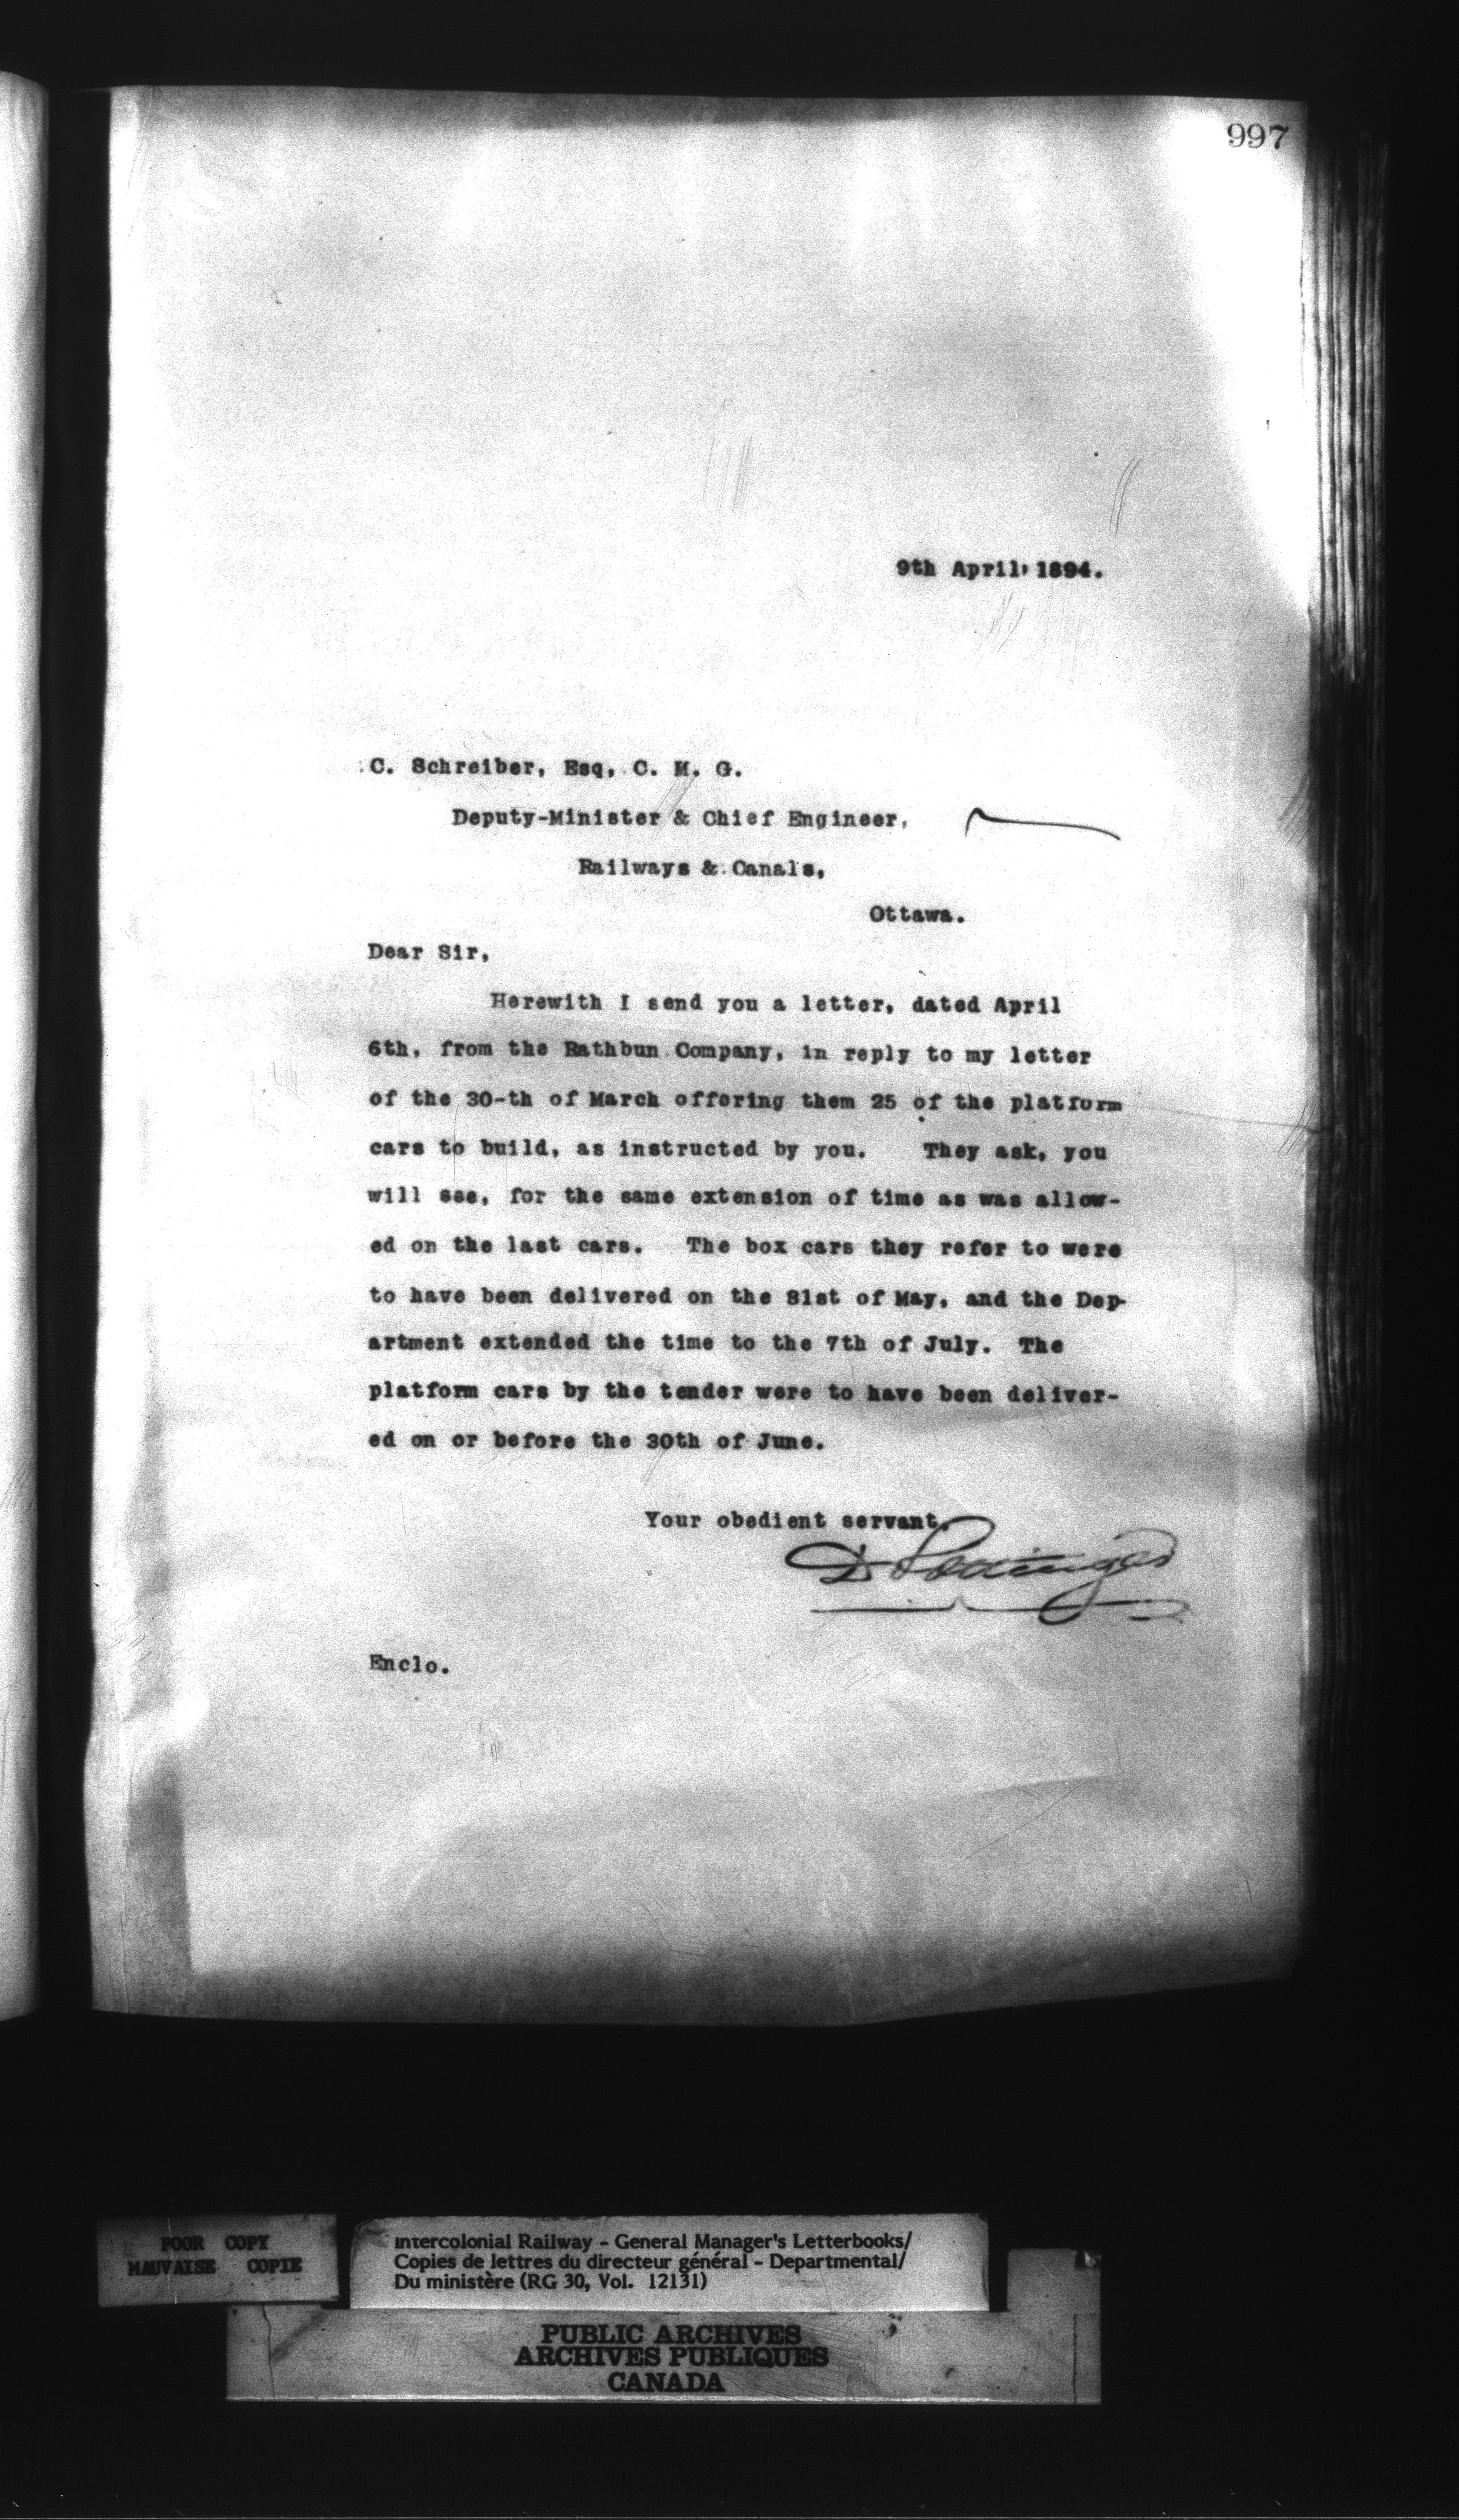 997
9th April, 1894.
C. Schreiber, Esq, C. M. G.
Deputy-Minister & Chief Engineer,
Railways & Canals,
Ottawa.
Dear Sir,
Herewith I send you a letter, dated April
6th, from the Rathbun Company, in reply to my letter
of the 30-th of March offering them 25 of the platform
cars to build, as instructed by you. They ask, you
will see, for the same extension of time as was allow-
ed on the last cars. The box cars they refer to were
to have been delivered on the 31st of May, and the Dep-
artment extended the time to the 7th of July. The
platform cars by the tender were to have been deliver-
ed on or before the 30th of June.
Your obedient servant,
D Pottinger
Enclo.
POOR COPY
MAUVAISE COPIE
Intercolonial Railway - General Manager's Letterbooks/
Copies de lettres du directeur général - Departmental/
Du ministère (RG 30, Vol. 12131)
PUBLIC ARCHIVES
ARCHIVES PUBLIQUES
CANADA